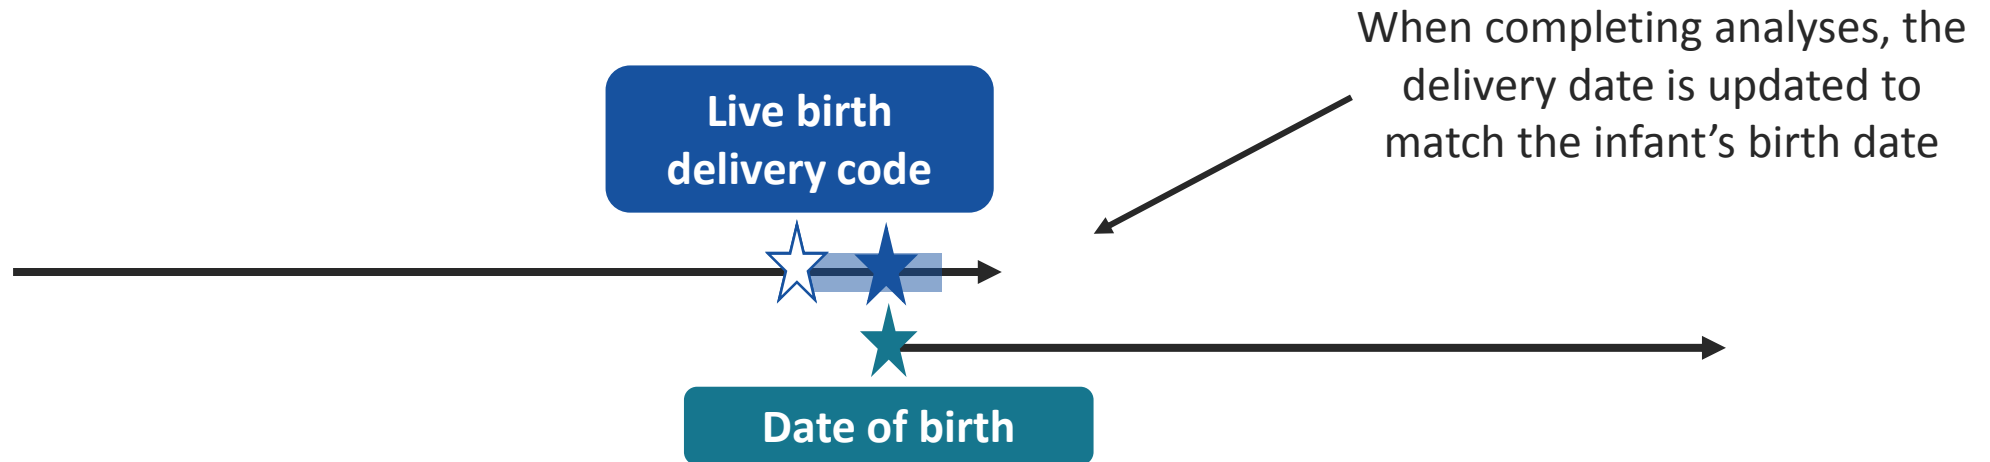 When completing analyses, the
delivery date is updated to
match the infant’s birth date
Live birth
delivery code
Date of birth